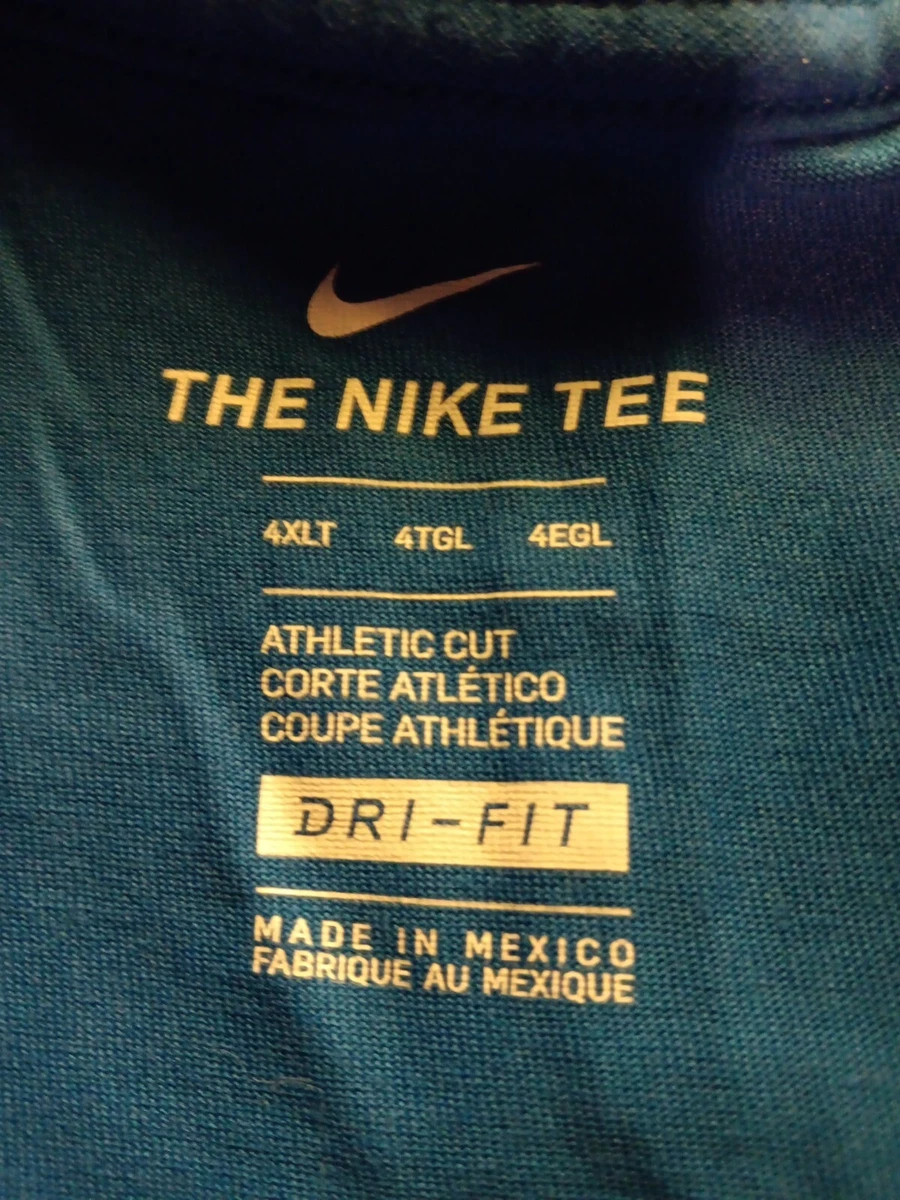 THE NIKE TEE
4XLT 4TGL 4EGL
ATHLETIC CUT
CORTE ATLÉTICO
COUPE ATHLÉTIQUE
DRI-FIT
MADE IN MEXICO
FABRIQUE AU MEXIQUE